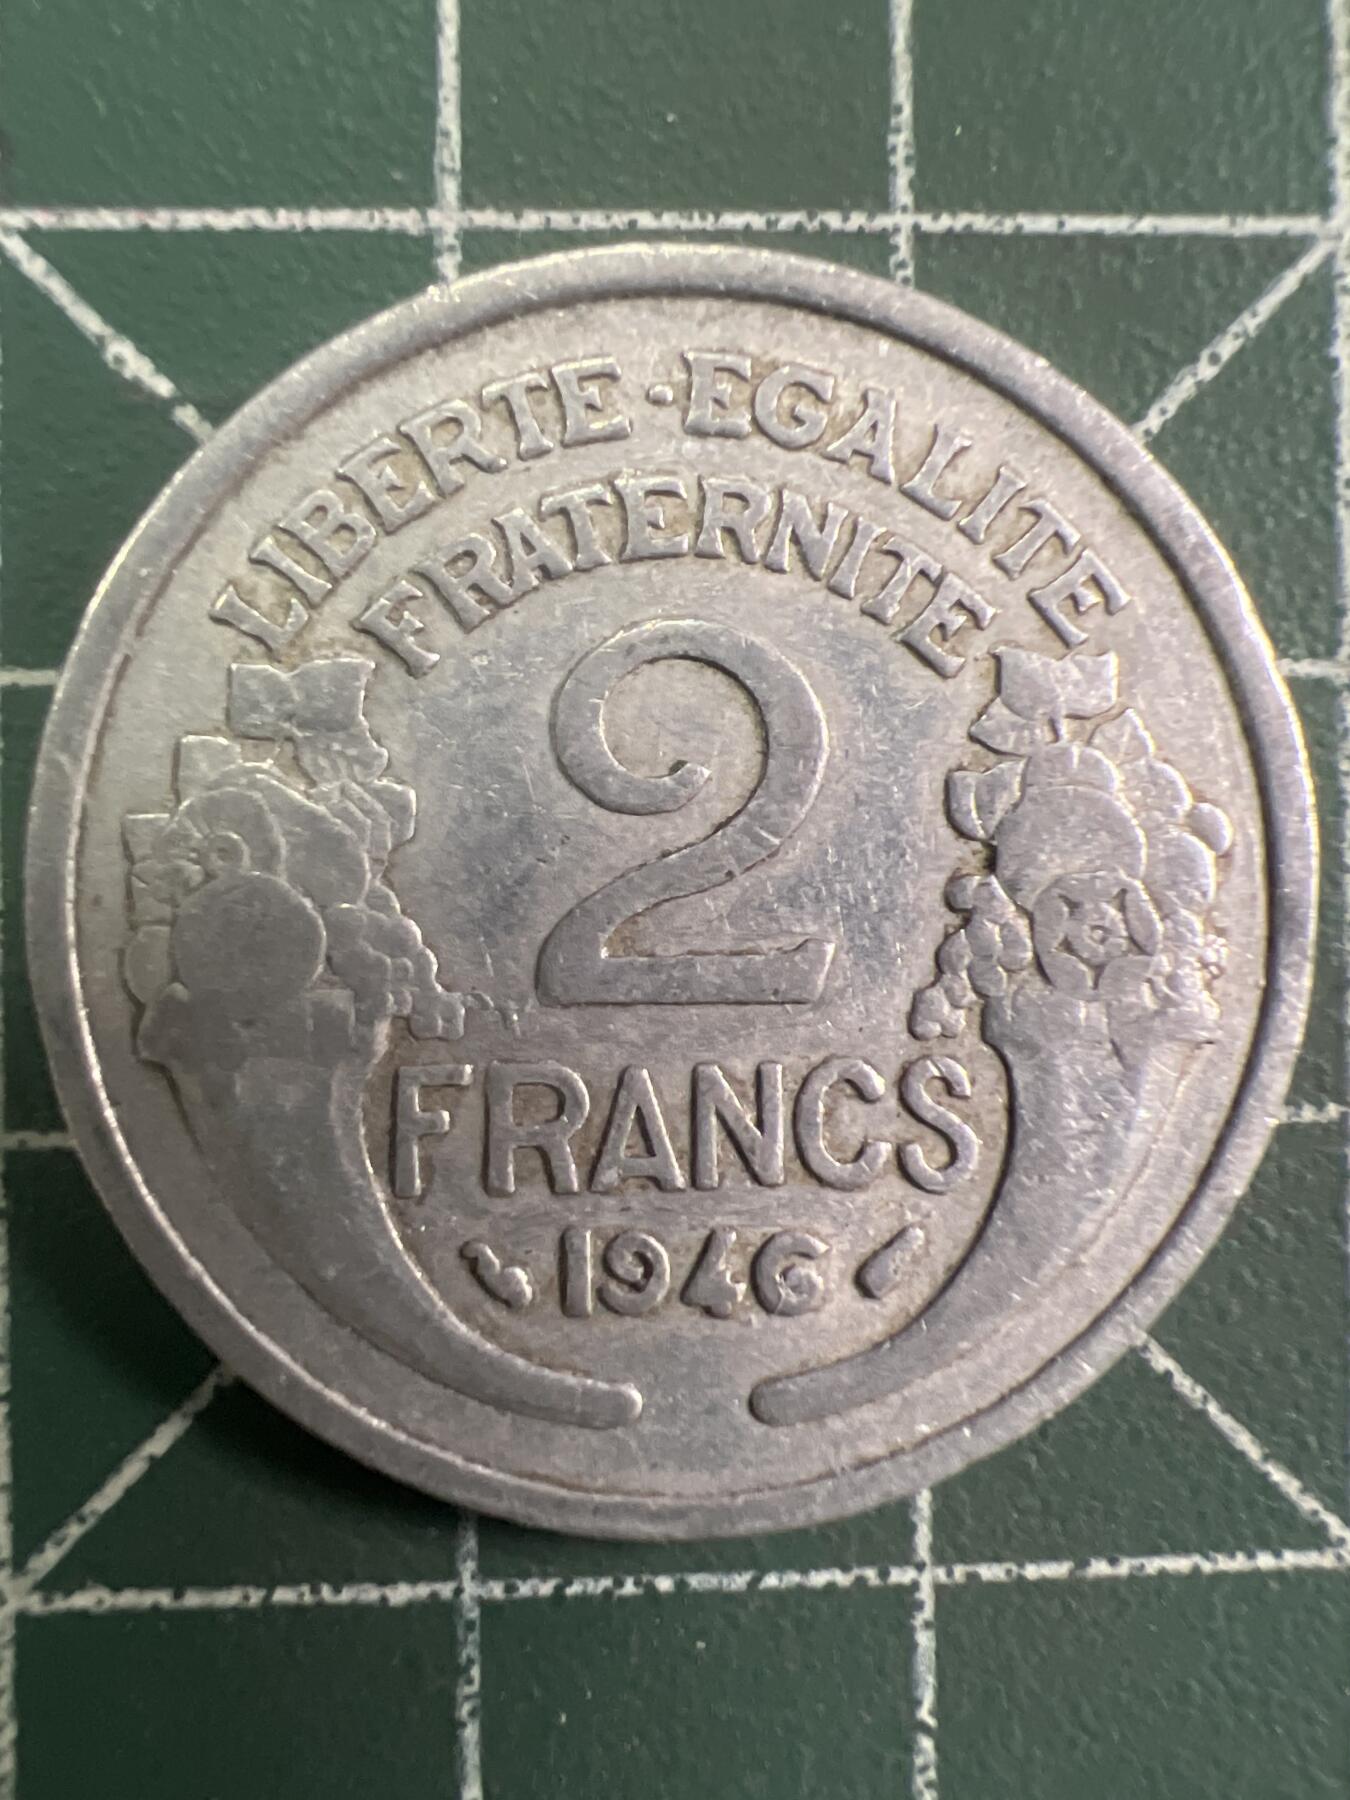 LIBERTE·EGALITE
FRATERNITE
2
FRANCS
1946